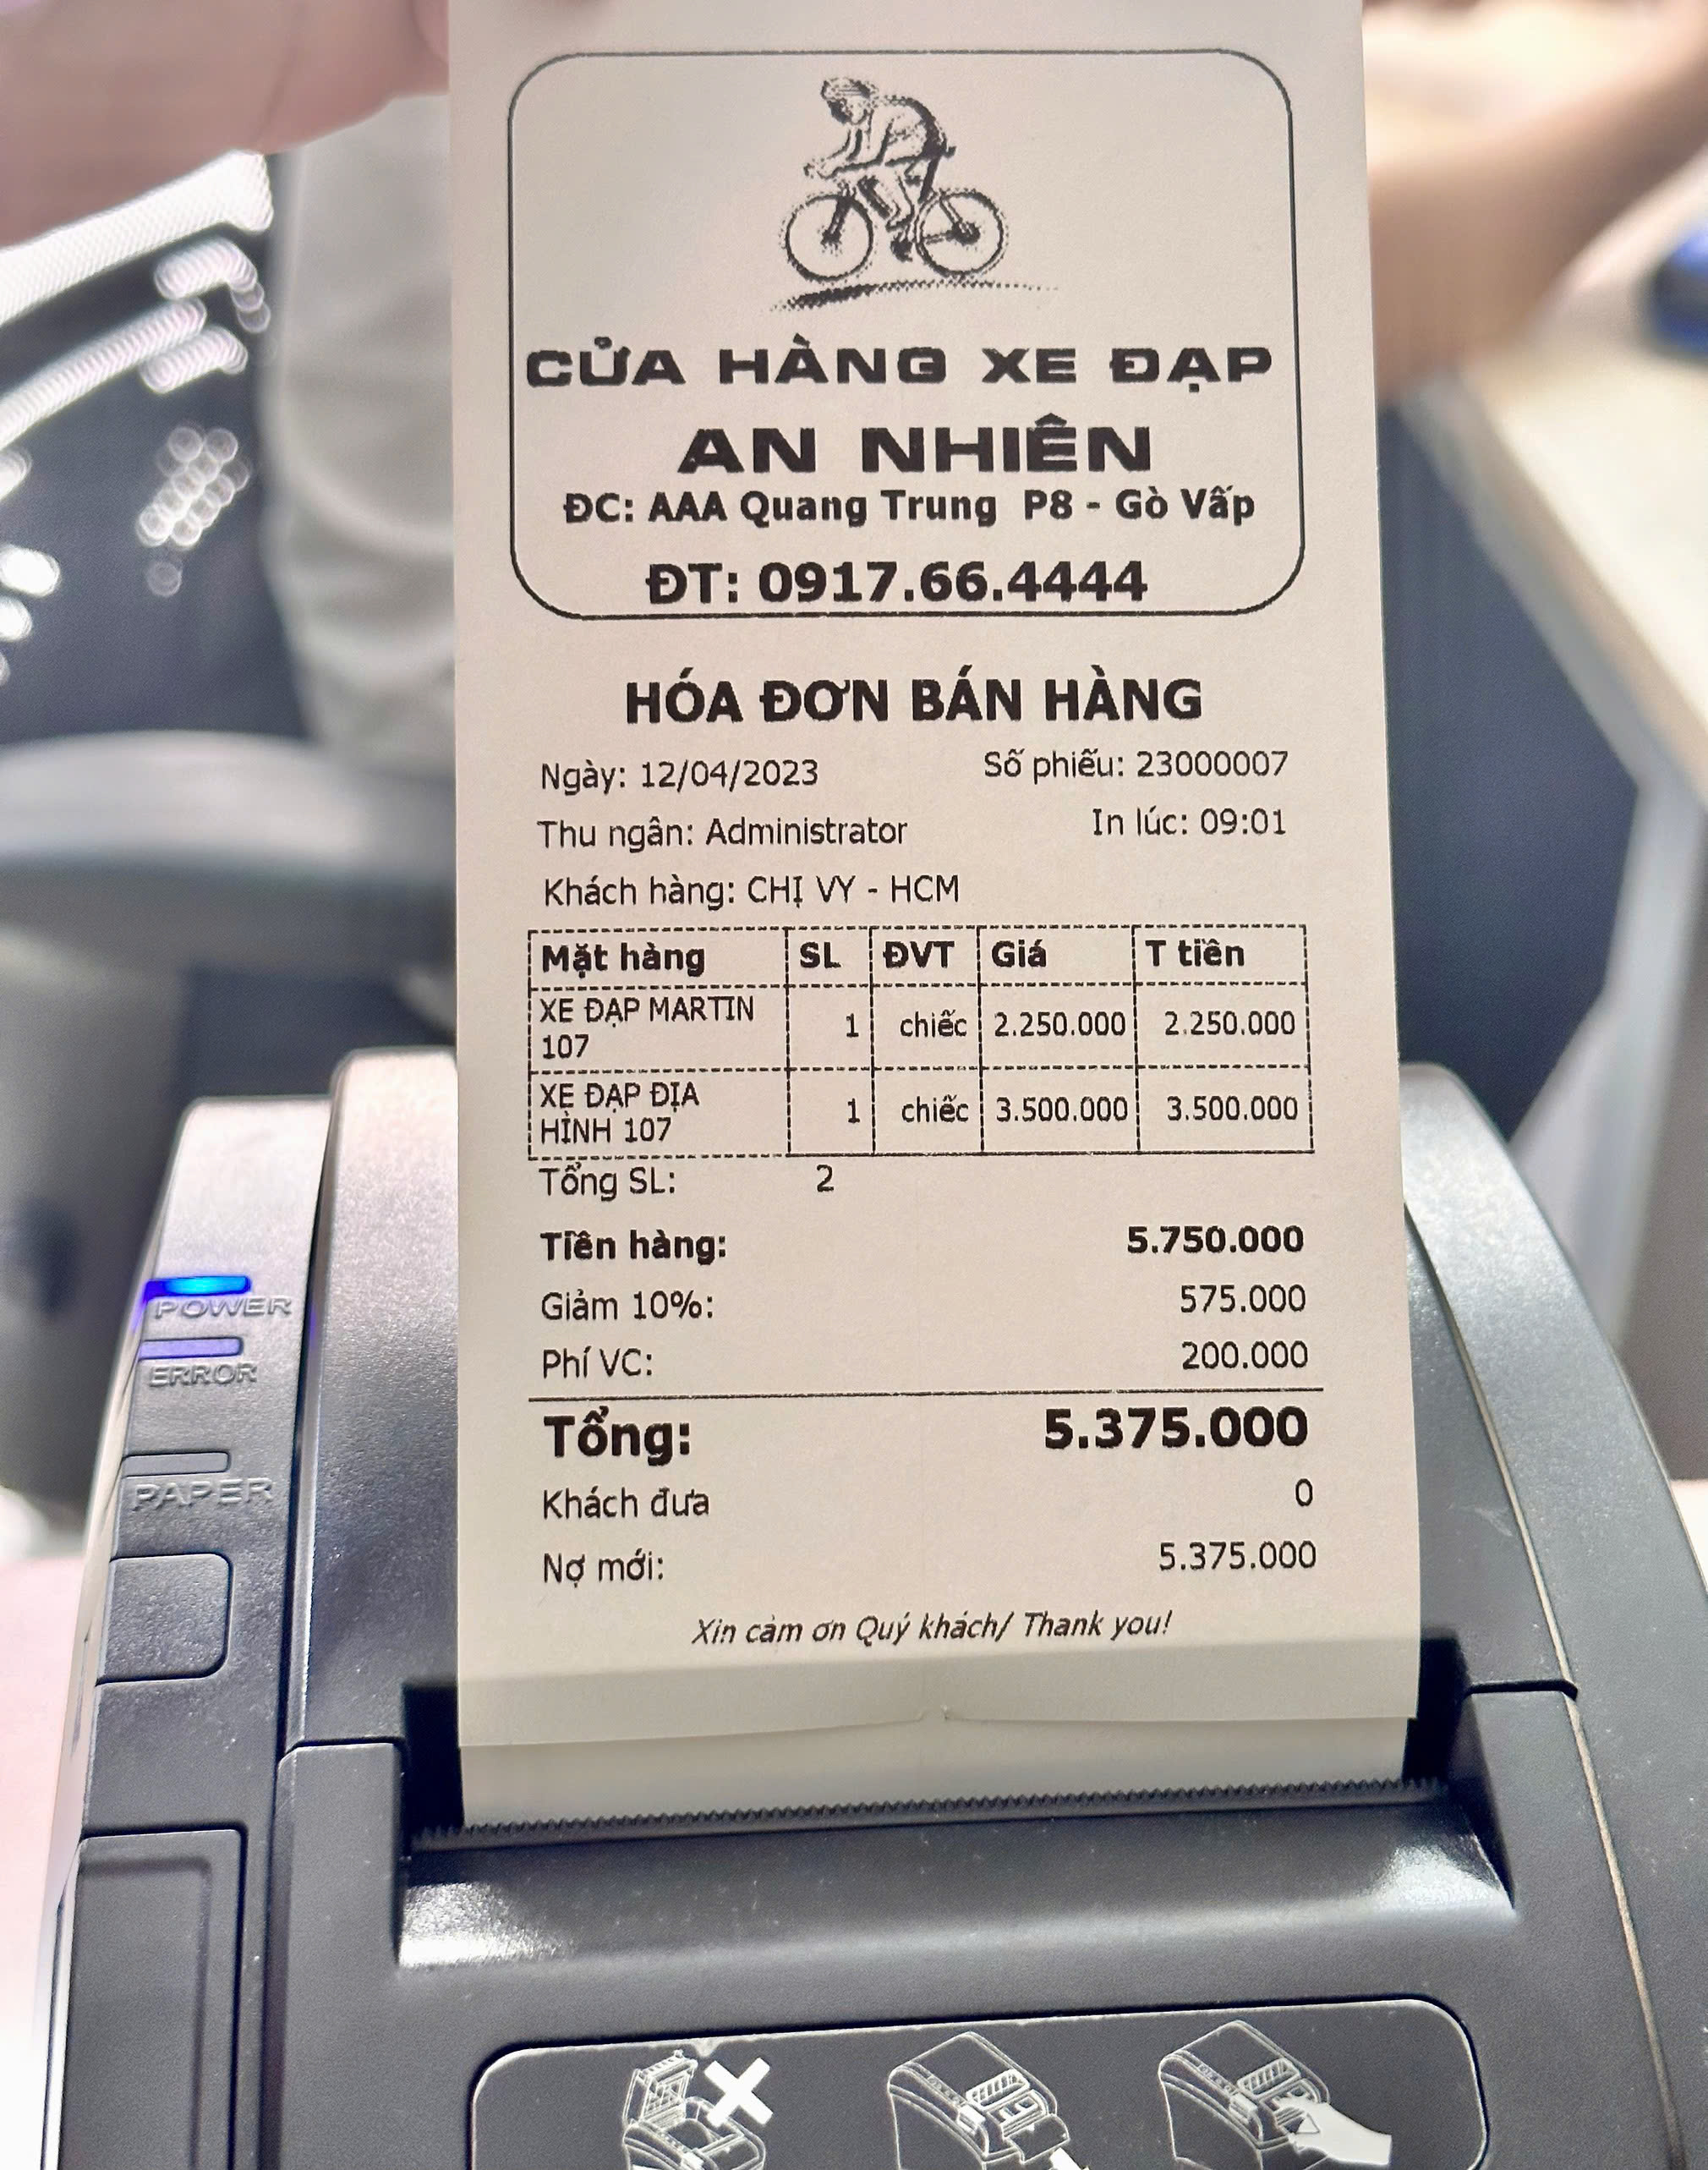 CỬA HÀNG XE ĐẠP
AN NHIÊN
ĐC: AAA Quang Trung P8 - Gò Vấp
ĐT: 0917.66.4444
HÓA ĐƠN BÁN HÀNG
Ngày: 12/04/2023 Số phiếu: 23000007
Thu ngân: Administrator In lúc: 09:01
Khách hàng: CHỊ VY - HCM
Mặt hàng SL ĐVT Giá T tiền
XE ĐẠP MARTIN
107 1 chiếc 2.250.000 2.250.000
XE ĐẠP ĐỊA
HÌNH 107 1 chiếc 3.500.000 3.500.000
Tổng SL: 2
Tiền hàng: 5.750.000
Giảm 10%: 575.000
Phí VC: 200.000
Tổng: 5.375.000
Khách đưa 0
Nợ mới: 5.375.000
Xin cảm ơn Quý khách/ Thank you!
POWER
ERROR
PAPER